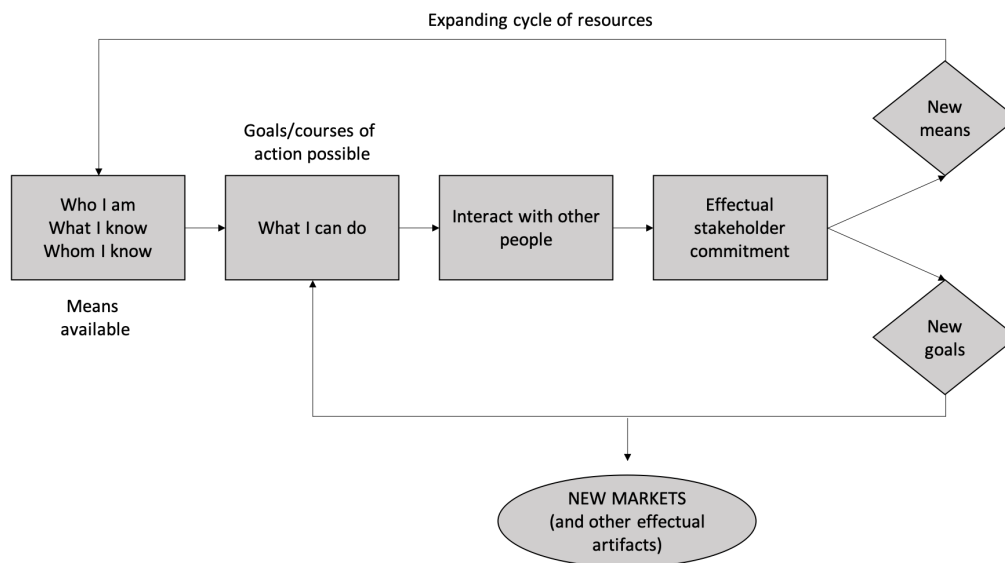 Expanding cycle of resources
New
means
Goals/courses of
action possible
Who I am
What I know
Whom I know
What I can do
Interact with other
people
Effectual
stakeholder
commitment
Means
available
New
goals
NEW MARKETS
(and other effectual
artifacts)